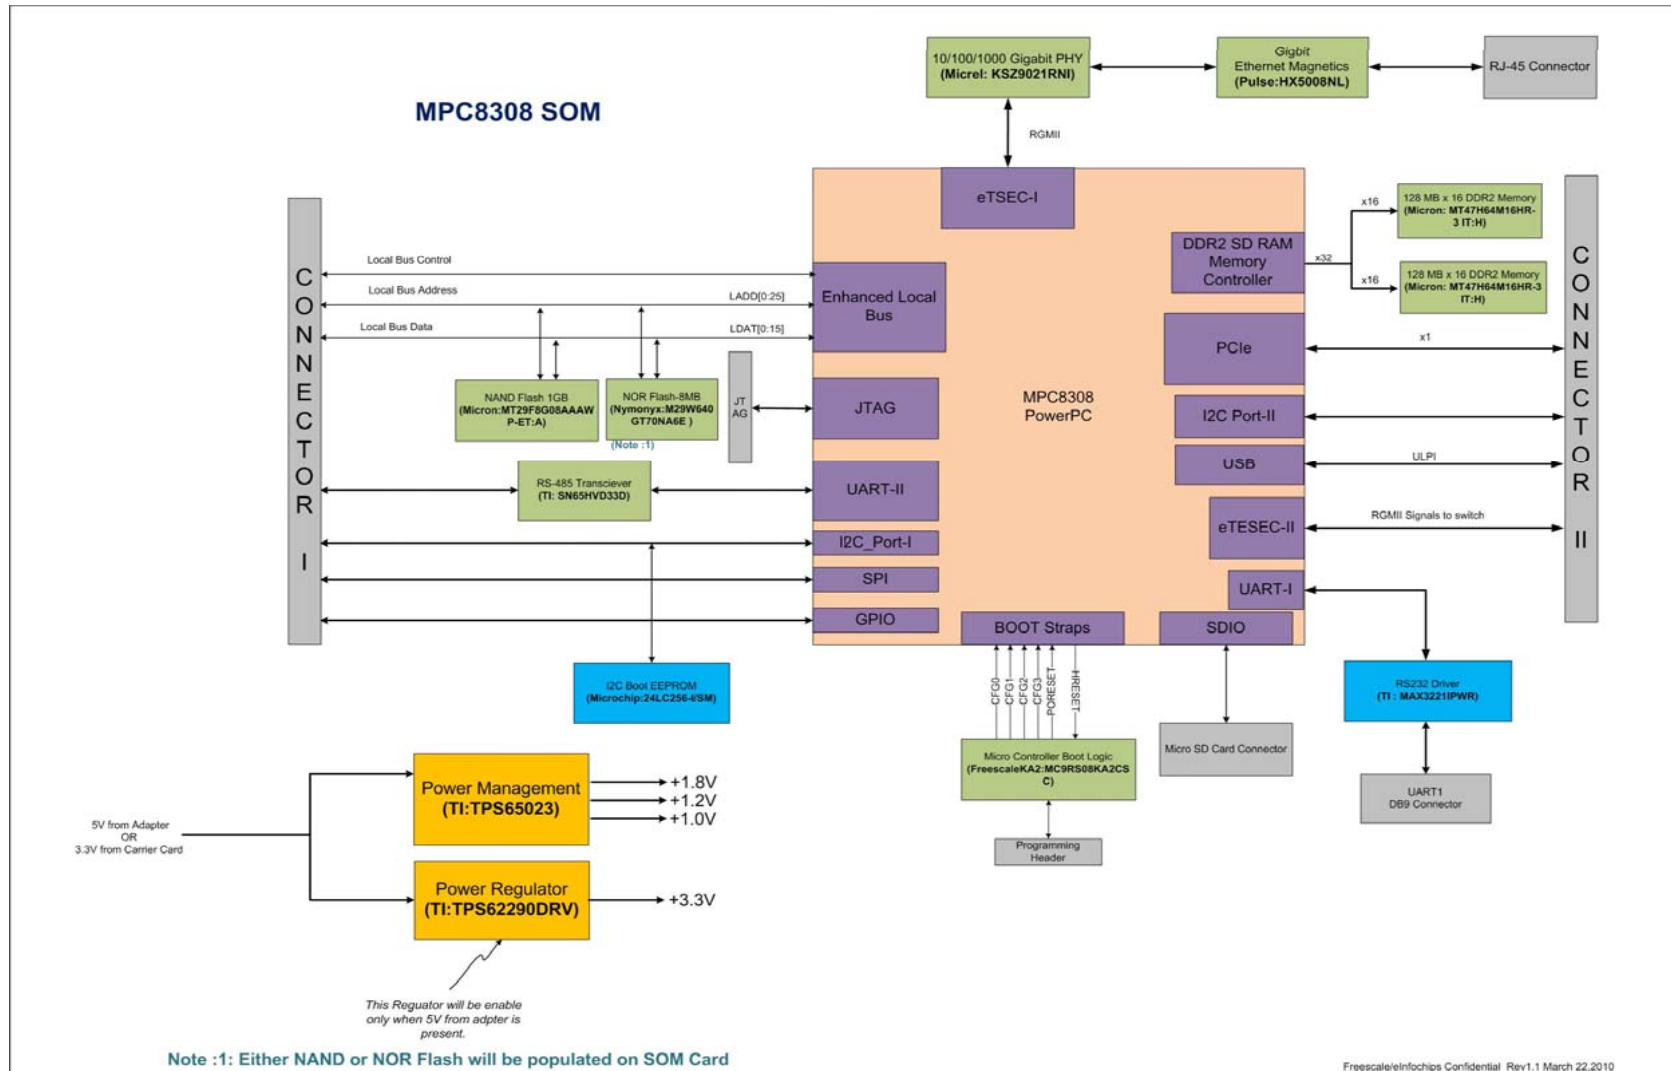 MPC8308 SOM
10/100/1000 Gigabit PHY
(Micrel: KSZ9021RNI)
Gigbit
Ethernet Magnetics
(Pulse:HX5008NL)
RJ-45 Connector
RGMII
eTSEC-I
CONNECTOR I
Local Bus Control
Local Bus Address
LADD[0:25]
Local Bus Data
LDAT[0:15]
Enhanced Local
Bus
NAND Flash 1GB
(Micron:MT29F8G08AAAW
P-ET:A)
NOR Flash-8MB
(Nymonyx:M29W640
GT70NA6E )
(Note :1)
JT
AG
JTAG
RS-485 Transciever
(TI: SN65HVD33D)
UART-II
I2C_Port-I
SPI
GPIO
MPC8308
PowerPC
DDR2 SD RAM
Memory
Controller
x32
x16
x16
128 MB x 16 DDR2 Memory
(Micron: MT47H64M16HR-
3 IT:H)
128 MB x 16 DDR2 Memory
(Micron: MT47H64M16HR-3
IT:H)
PCIe
x1
I2C Port-II
USB
ULPI
eTESEC-II
RGMII Signals to switch
UART-I
CONNECTOR II
BOOT Straps
SDIO
CFG0
CFG1
CFG2
CFG3
PORESET
HRESET
I2C Boot EEPROM
(Microchip:24LC256-I/SM)
Micro Controller Boot Logic
(FreescaleKA2:MC9RS08KA2CS
C)
Programming
Header
Micro SD Card Connector
RS232 Driver
(TI : MAX3221IPWR)
UART1
DB9 Connector
5V from Adapter
OR
3.3V from Carrier Card
Power Management
(TI:TPS65023)
+1.8V
+1.2V
+1.0V
Power Regulator
(TI:TPS62290DRV)
+3.3V
This Reguator will be enable
only when 5V from adpter is
present.
Note :1: Either NAND or NOR Flash will be populated on SOM Card
Freescale/eInfochips Confidential Rev1.1 March 22,2010